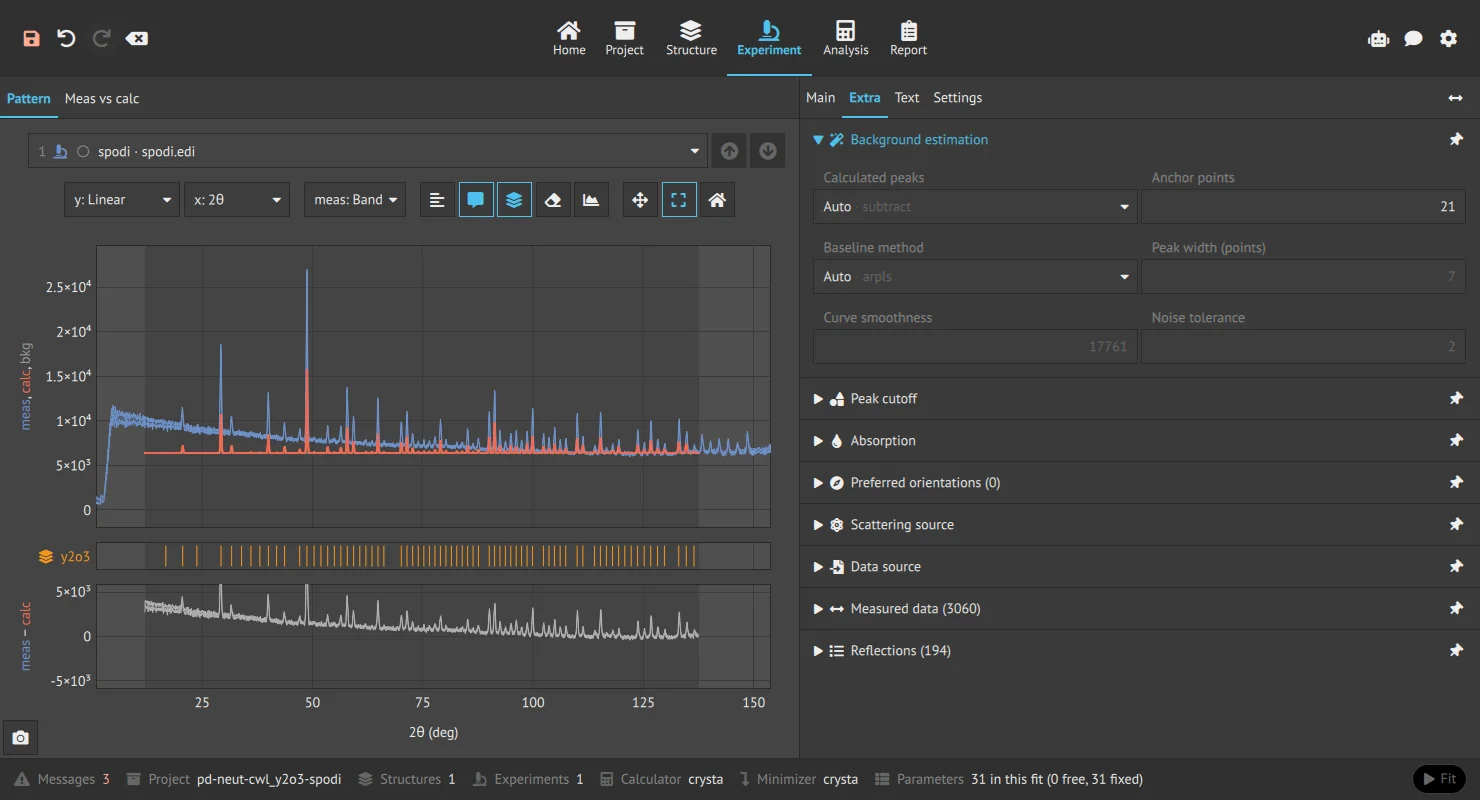 Home Project Structure Experiment Analysis Report
Pattern Meas vs calc
Main Extra Text Settings
1 spodi · spodi.edi
y: Linear x: 2θ meas: Band
2.5×10⁴
2×10⁴
1.5×10⁴
1×10⁴
5×10³
0
meas, calc, bkg
y2o3
5×10³
0
-5×10³
meas − calc
25 50 75 100 125 150
2θ (deg)
Background estimation
Calculated peaks Anchor points
Auto · subtract 21
Baseline method Peak width (points)
Auto · arpls 7
Curve smoothness Noise tolerance
17761 2
Peak cutoff
Absorption
Preferred orientations (0)
Scattering source
Data source
Measured data (3060)
Reflections (194)
Messages 3 Project pd-neut-cwl_y2o3-spodi Structures 1 Experiments 1 Calculator crysta Minimizer crysta Parameters 31 in this fit (0 free, 31 fixed) Fit